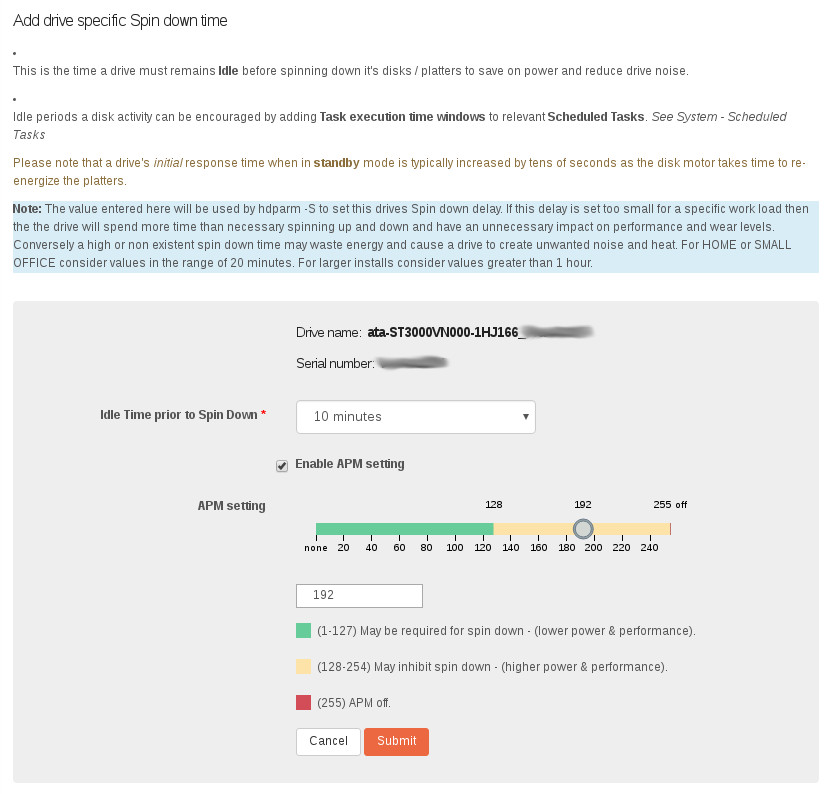 Add drive specific Spin down time
•
This is the time a drive must remains Idle before spinning down it's disks / platters to save on power and reduce drive noise.
•
Idle periods a disk activity can be encouraged by adding Task execution time windows to relevant Scheduled Tasks. See System - Scheduled
Tasks
Please note that a drive's initial response time when in standby mode is typically increased by tens of seconds as the disk motor takes time to re-
energize the platters.
Note: The value entered here will be used by hdparm -S to set this drives Spin down delay. If this delay is set too small for a specific work load then
the the drive will spend more time than necessary spinning up and down and have an unnecessary impact on performance and wear levels.
Conversely a high or non existent spin down time may waste energy and cause a drive to create unwanted noise and heat. For HOME or SMALL
OFFICE consider values in the range of 20 minutes. For larger installs consider values greater than 1 hour.
Drive name: ata-ST3000VN000-1HJ166_
Serial number:
Idle Time prior to Spin Down * 10 minutes
Enable APM setting
128 192 255 off
APM setting
none 20 40 60 80 100 120 140 160 180 200 220 240
192
(1-127) May be required for spin down - (lower power & performance).
(128-254) May inhibit spin down - (higher power & performance).
(255) APM off.
Cancel Submit